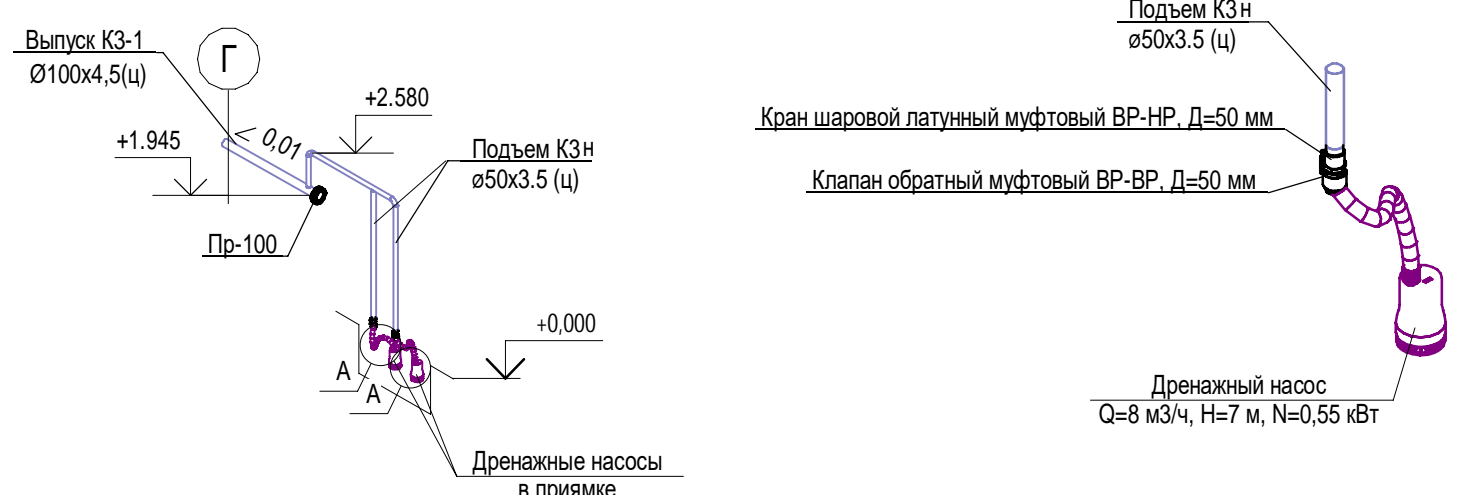 Выпуск К3-1
Ø100х4,5(ц)
Г
+2.580
< 0,01
+1.945
Подъем К3н
ø50х3.5 (ц)
Пр-100
+0,000
А
А
Дренажные насосы
в приямке
Подъем К3н
ø50х3.5 (ц)
Кран шаровой латунный муфтовый ВР-НР, Д=50 мм
Клапан обратный муфтовый ВР-ВР, Д=50 мм
Дренажный насос
Q=8 м3/ч, Н=7 м, N=0,55 кВт